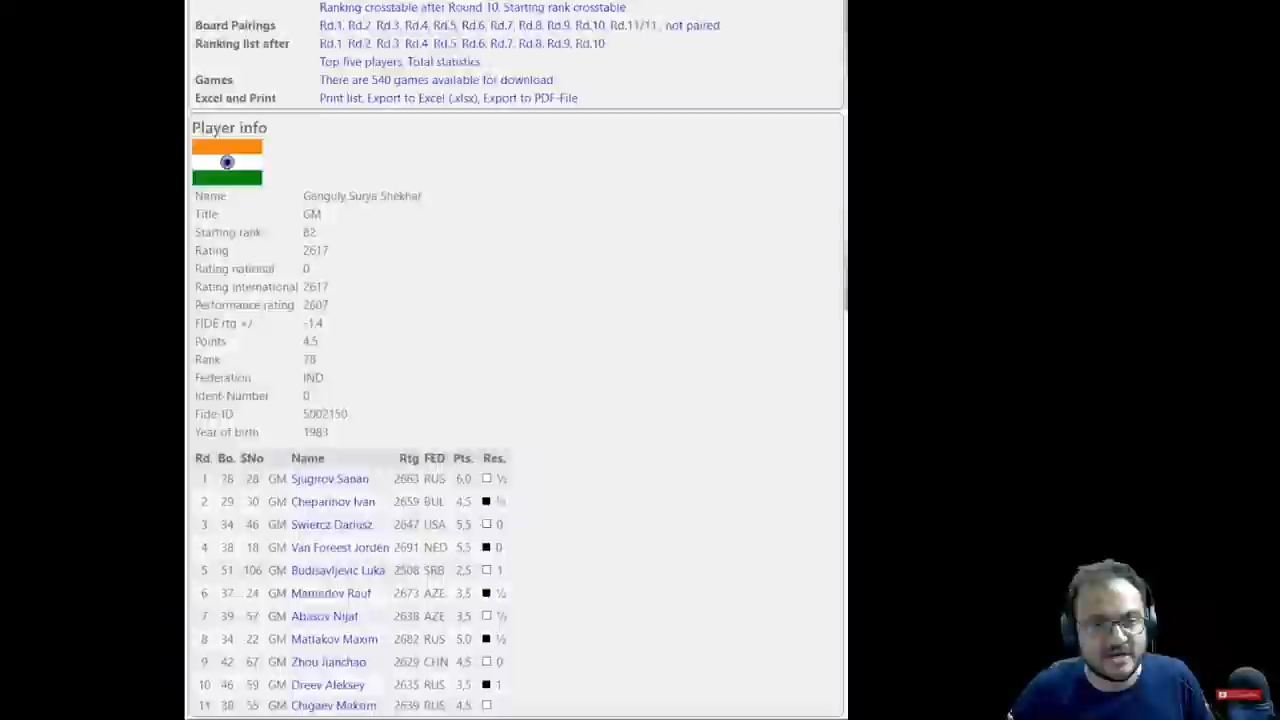 Ranking crosstable after Round 10, Starting rank crosstable
Board Pairings Rd.1, Rd.2, Rd.3, Rd.4, Rd.5, Rd.6, Rd.7, Rd.8, Rd.9, Rd.10, Rd.11/11 , not paired
Ranking list after Rd.1, Rd.2, Rd.3, Rd.4, Rd.5, Rd.6, Rd.7, Rd.8, Rd.9, Rd.10
Top five players, Total statistics
Games There are 540 games available for download
Excel and Print Print list, Export to Excel (.xlsx), Export to PDF-File
Player info
Name Ganguly Surya Shekhar
Title GM
Starting rank 82
Rating 2617
Rating national 0
Rating international 2617
Performance rating 2607
FIDE rtg +/- -1,4
Points 4,5
Rank 78
Federation IND
Ident-Number 0
Fide-ID 5002150
Year of birth 1983
Rd. Bo. SNo Name Rtg FED Pts. Res.
1 28 GM Sjugirov Sanan 2663 RUS 6,0 ½
2 29 30 GM Cheparinov Ivan 2659 BUL 4,5 ½
3 34 46 GM Swiercz Dariusz 2647 USA 5,5 0
4 38 18 GM Van Foreest Jorden 2691 NED 5,5 0
5 51 106 GM Budisavljevic Luka 2508 SRB 2,5 1
6 37 24 GM Mamedov Rauf 2673 AZE 3,5 ½
7 39 57 GM Abasov Nijat 2638 AZE 3,5 ½
8 34 22 GM Matlakov Maxim 2682 RUS 5,0 ½
9 42 67 GM Zhou Jianchao 2629 CHN 4,5 0
10 46 59 GM Dreev Aleksey 2635 RUS 3,5 1
11 38 55 GM Chigaev Maksim 2639 RUS 4,5